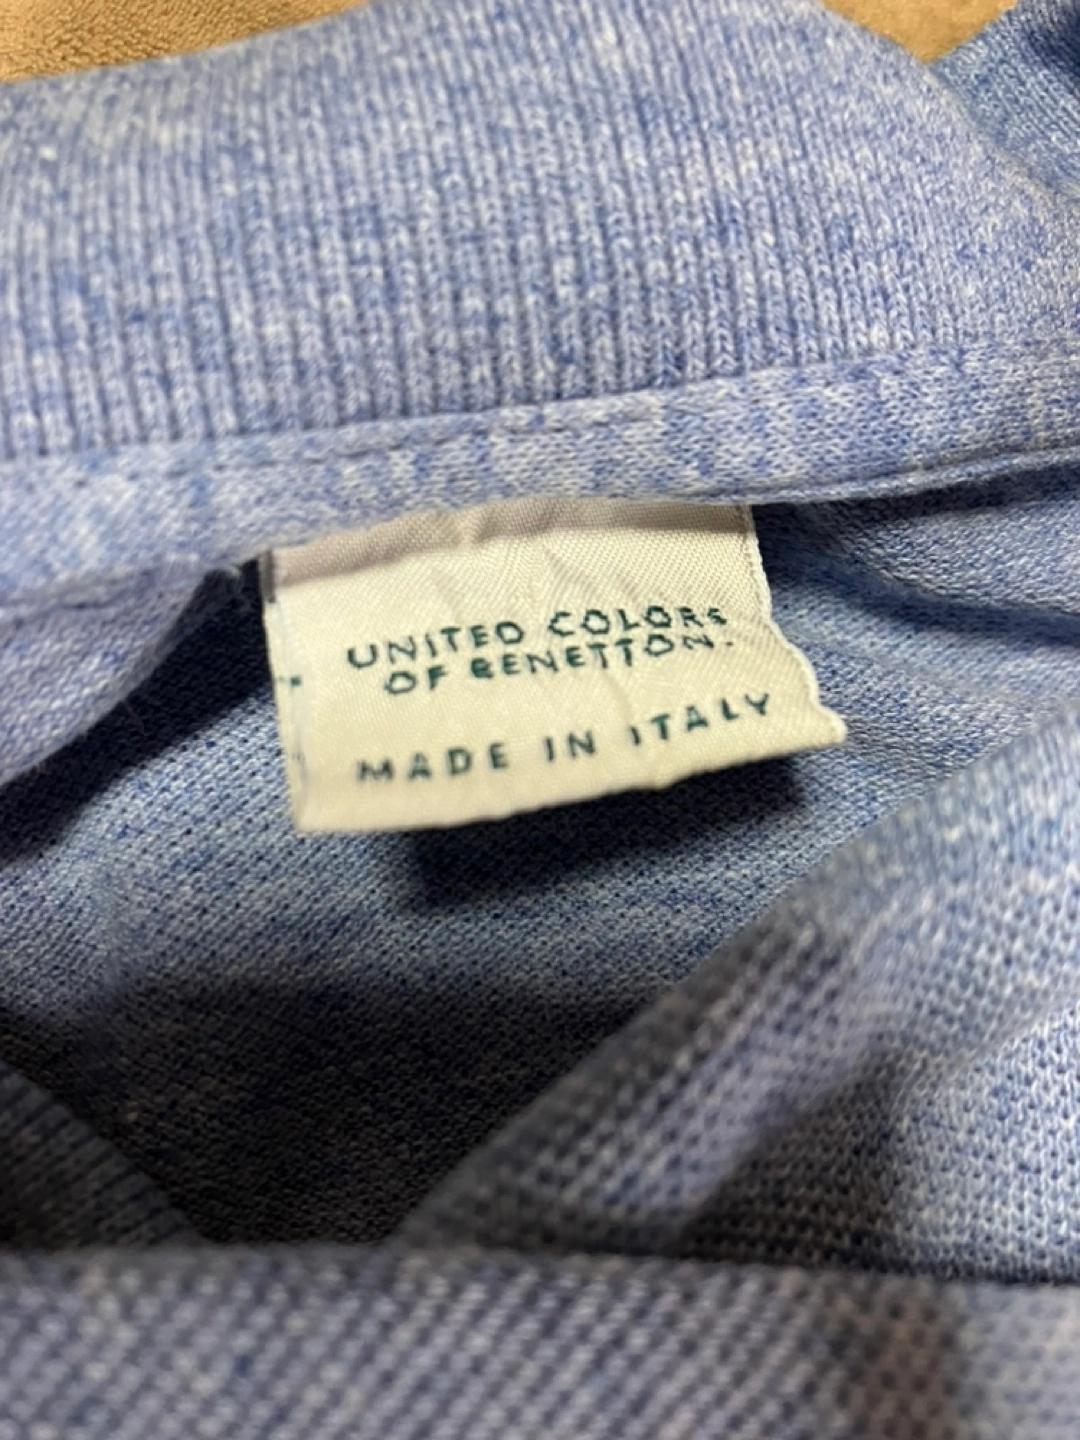 UNITED COLORS
OF BENETTON.
MADE IN ITALY